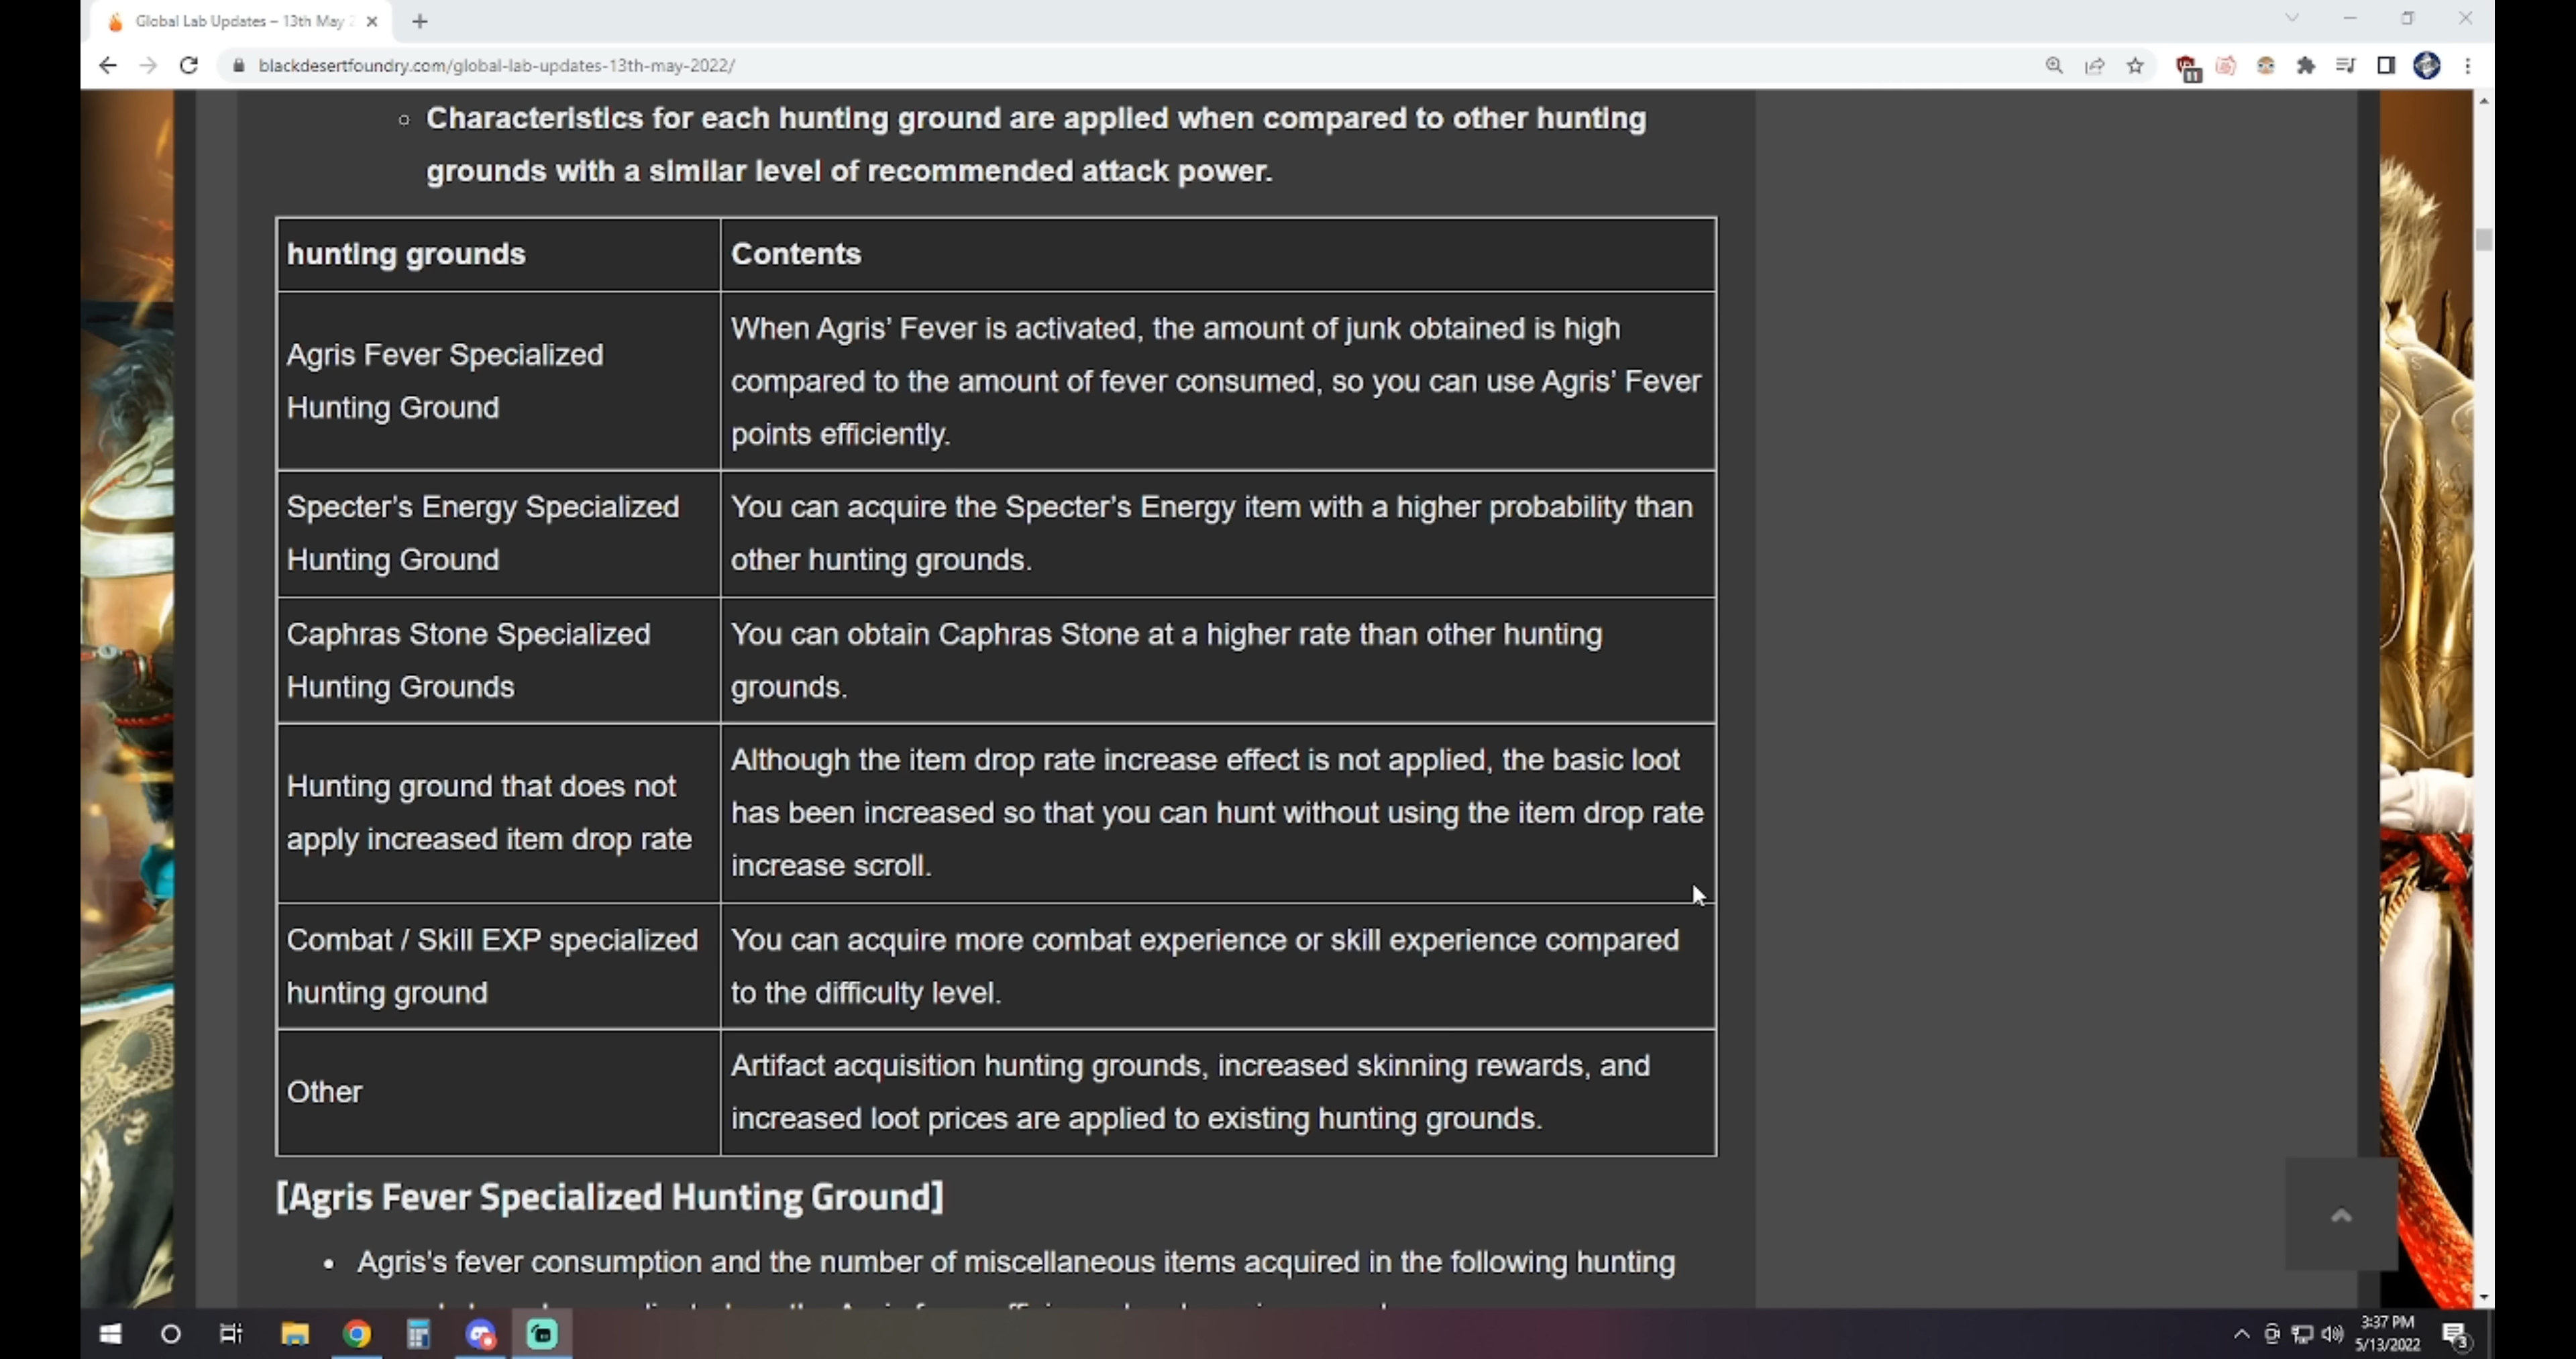 Global Lab Updates – 13th May 2
blackdesertfoundry.com/global-lab-updates-13th-may-2022/
Characteristics for each hunting ground are applied when compared to other hunting
grounds with a similar level of recommended attack power.
hunting grounds
Contents
Agris Fever Specialized
Hunting Ground
When Agris’ Fever is activated, the amount of junk obtained is high
compared to the amount of fever consumed, so you can use Agris’ Fever
points efficiently.
Specter’s Energy Specialized
Hunting Ground
You can acquire the Specter’s Energy item with a higher probability than
other hunting grounds.
Caphras Stone Specialized
Hunting Grounds
You can obtain Caphras Stone at a higher rate than other hunting
grounds.
Hunting ground that does not
apply increased item drop rate
Although the item drop rate increase effect is not applied, the basic loot
has been increased so that you can hunt without using the item drop rate
increase scroll.
Combat / Skill EXP specialized
hunting ground
You can acquire more combat experience or skill experience compared
to the difficulty level.
Other
Artifact acquisition hunting grounds, increased skinning rewards, and
increased loot prices are applied to existing hunting grounds.
[Agris Fever Specialized Hunting Ground]
Agris's fever consumption and the number of miscellaneous items acquired in the following hunting
3:37 PM
5/13/2022
3